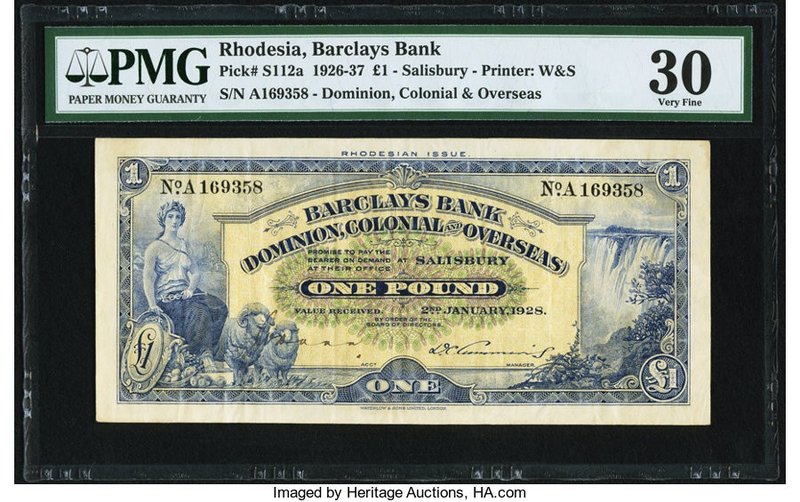 PMG
PAPER MONEY GUARANTY
Rhodesia, Barclays Bank
Pick# S112a 1926-37 £1 - Salisbury - Printer: W&S
S/N A169358 - Dominion, Colonial & Overseas
30
Very Fine
RHODESIAN ISSUE.
1
1
Nº A 169358
Nº A 169358
BARCLAYS BANK
DOMINION, COLONIAL AND OVERSEAS
PROMISE TO PAY THE
BEARER ON DEMAND AT SALISBURY
AT THEIR OFFICE
ONE POUND
VALUE RECEIVED. 2ND JANUARY, 1928.
BY ORDER OF THE
BOARD OF DIRECTORS.
£1
ACCT
MANAGER
£1
ONE
WATERLOW & SONS LIMITED, LONDON.
Imaged by Heritage Auctions, HA.com